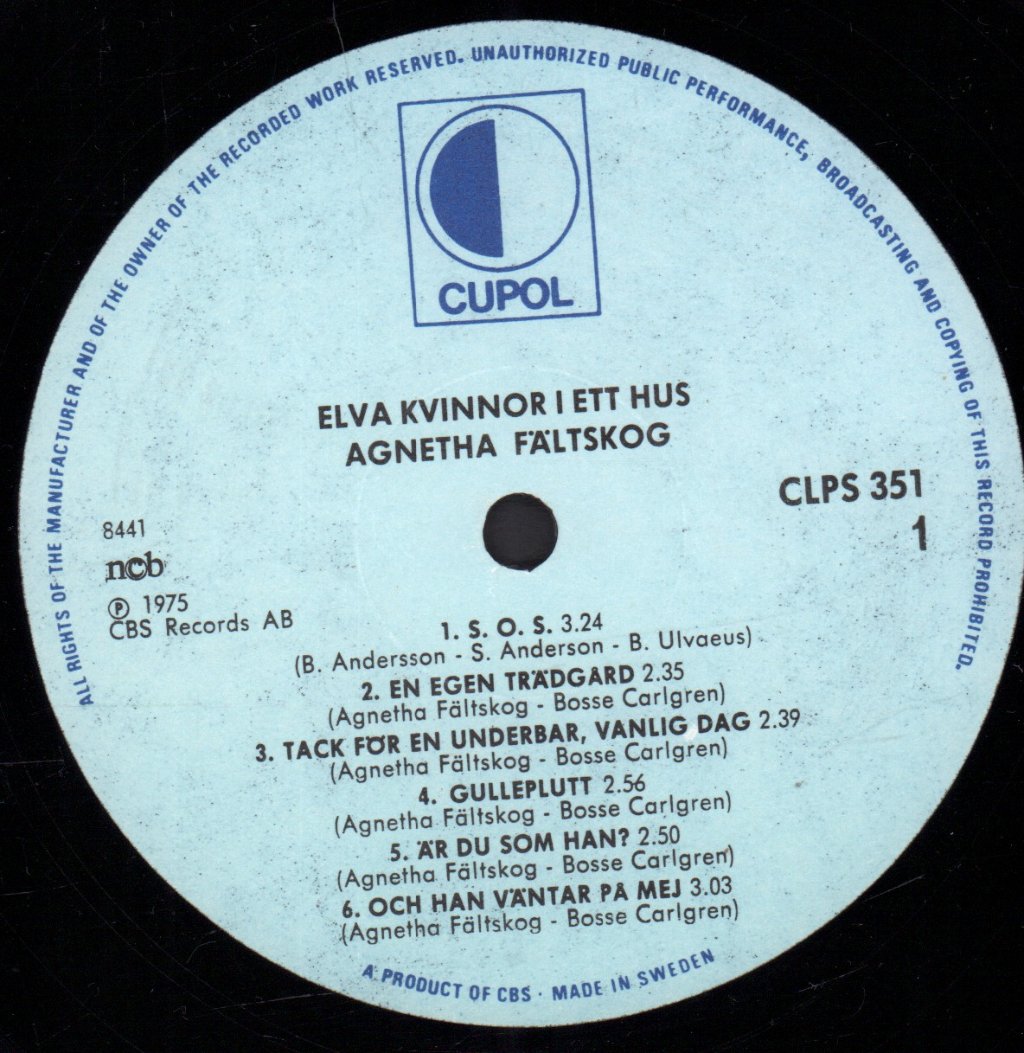 ALL RIGHTS OF THE MANUFACTURER AND OF THE OWNER OF THE RECORDED WORK RESERVED. UNAUTHORIZED PUBLIC PERFORMANCE, BROADCASTING AND COPYING OF THIS RECORD PROHIBITED.
CUPOL
ELVA KVINNOR I ETT HUS
AGNETHA FÄLTSKOG
CLPS 351
1
8441
ncb
℗ 1975
CBS Records AB
1. S. O. S. 3.24
(B. Andersson - S. Anderson - B. Ulvaeus)
2. EN EGEN TRÄDGARD 2.35
(Agnetha Fältskog - Bosse Carlgren)
3. TACK FÖR EN UNDERBAR, VANLIG DAG 2.39
(Agnetha Fältskog - Bosse Carlgren)
4. GULLEPLUTT 2.56
(Agnetha Fältskog - Bosse Carlgren)
5. ÄR DU SOM HAN? 2.50
(Agnetha Fältskog - Bosse Carlgren)
6. OCH HAN VÄNTAR PÅ MEJ 3.03
(Agnetha Fältskog - Bosse Carlgren)
A PRODUCT OF CBS · MADE IN SWEDEN